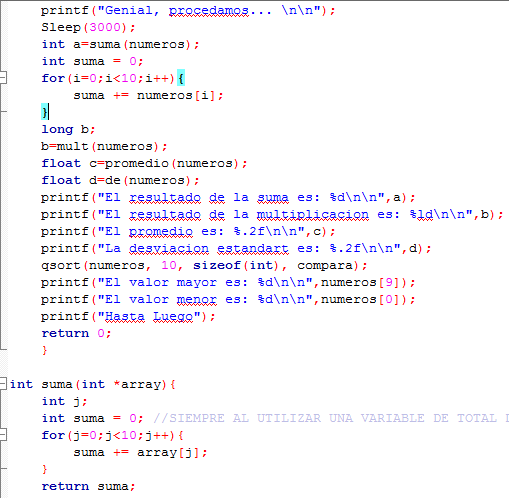 printf("Genial, procedamos... \n\n");
Sleep(3000);
int a=suma(numeros);
int suma = 0;
for(i=0;i<10;i++){
suma += numeros[i];
}
long b;
b=mult(numeros);
float c=promedio(numeros);
float d=de(numeros);
printf("El resultado de la suma es: %d\n\n",a);
printf("El resultado de la multiplicacion es: %ld\n\n",b);
printf("El promedio es: %.2f\n\n",c);
printf("La desviacion estandart es: %.2f\n\n",d);
qsort(numeros, 10, sizeof(int), compara);
printf("El valor mayor es: %d\n\n",numeros[9]);
printf("El valor menor es: %d\n\n",numeros[0]);
printf("Hasta Luego");
return 0;
}
int suma(int *array){
int j;
int suma = 0; //SIEMPRE AL UTILIZAR UNA VARIABLE DE TOTAL
for(j=0;j<10;j++){
suma += array[j];
}
return suma;